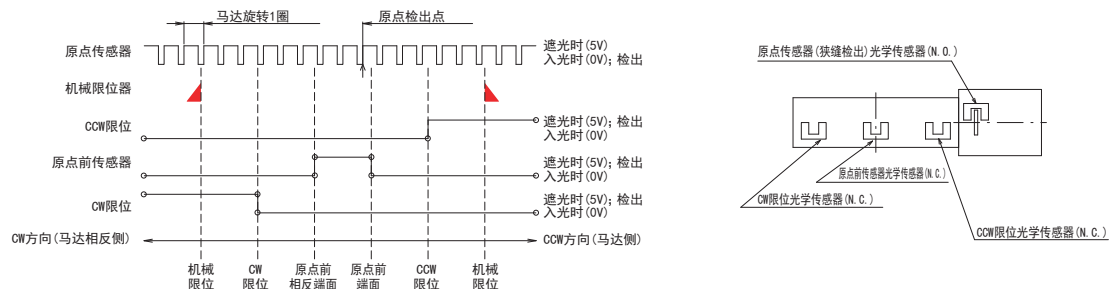 马达旋转1圈
原点检出点
原点传感器
遮光时(5V)
入光时(0V); 检出
机械限位器
CCW限位
遮光时(5V); 检出
入光时(0V)
原点前传感器
遮光时(5V); 检出
入光时(0V)
CW限位
遮光时(5V); 检出
入光时(0V)
CW方向(马达相反侧)
CCW方向(马达侧)
机械
限位
CW
限位
原点前
相反端面
原点前
端面
CCW
限位
机械
限位
原点传感器(狭缝检出)光学传感器(N.O.)
原点前传感器光学传感器(N.C.)
CW限位光学传感器(N.C.)
CCW限位光学传感器(N.C.)